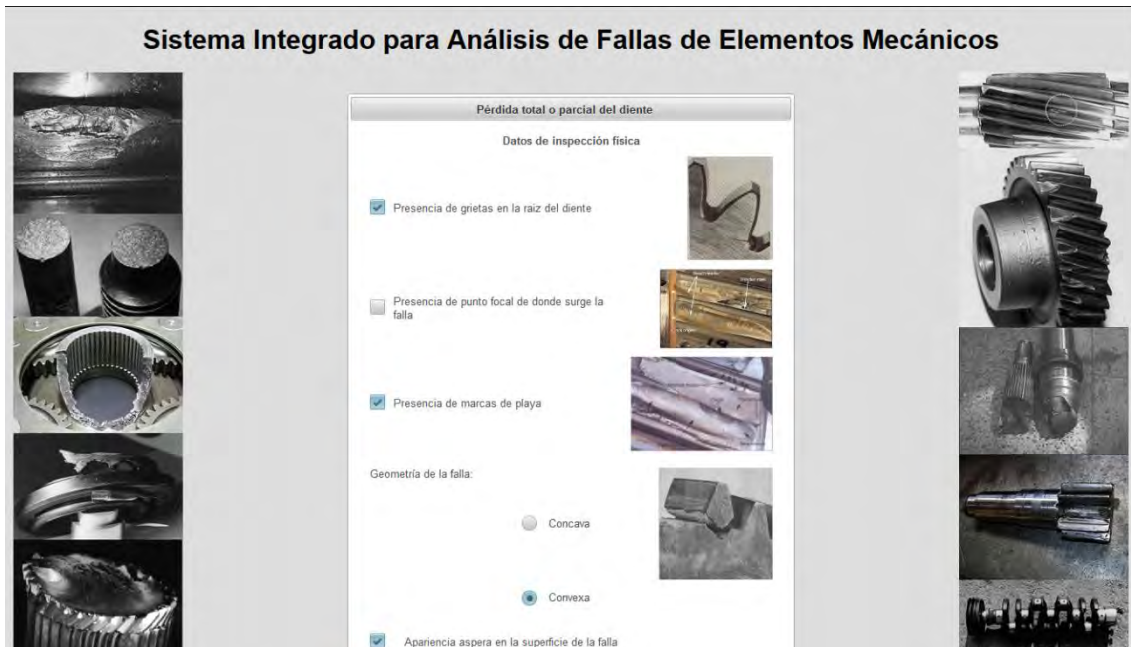 Sistema Integrado para Análisis de Fallas de Elementos Mecánicos
Pérdida total o parcial del diente
Datos de inspección física
Presencia de grietas en la raiz del diente
Presencia de punto focal de donde surge la
falla
Presencia de marcas de playa
Geometría de la falla:
Concava
Convexa
Apariencia aspera en la superficie de la falla